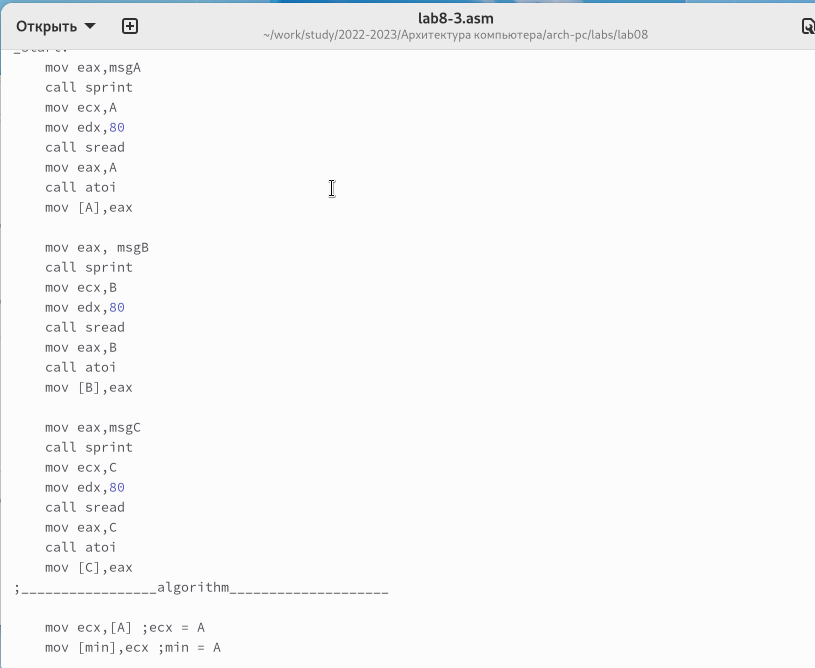 Открыть
lab8-3.asm
~/work/study/2022-2023/Архитектура компьютера/arch-pc/labs/lab08
_start:
mov eax,msgA
call sprint
mov ecx,A
mov edx,80
call sread
mov eax,A
call atoi
mov [A],eax
mov eax, msgB
call sprint
mov ecx,B
mov edx,80
call sread
mov eax,B
call atoi
mov [B],eax
mov eax,msgC
call sprint
mov ecx,C
mov edx,80
call sread
mov eax,C
call atoi
mov [C],eax
;_________________algorithm____________________
mov ecx,[A] ;ecx = A
mov [min],ecx ;min = A